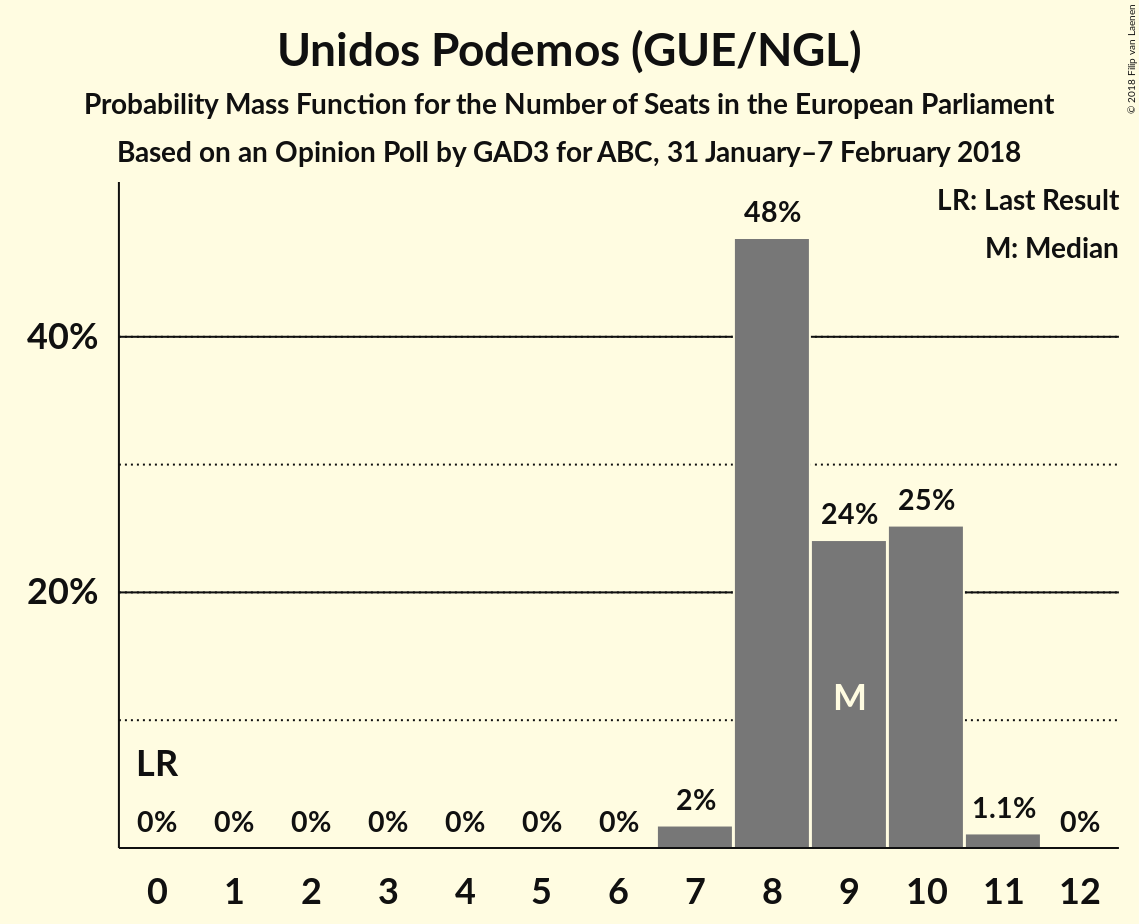 Unidos Podemos (GUE/NGL)
Probability Mass Function for the Number of Seats in the European Parliament
Based on an Opinion Poll by GAD3 for ABC, 31 January–7 February 2018
© 2018 Filip van Laenen
LR: Last Result
M: Median
48%
40%
25%
24%
20%
M
LR
2%
1.1%
0% 0% 0% 0% 0% 0% 0% 0%
0 1 2 3 4 5 6 7 8 9 10 11 12